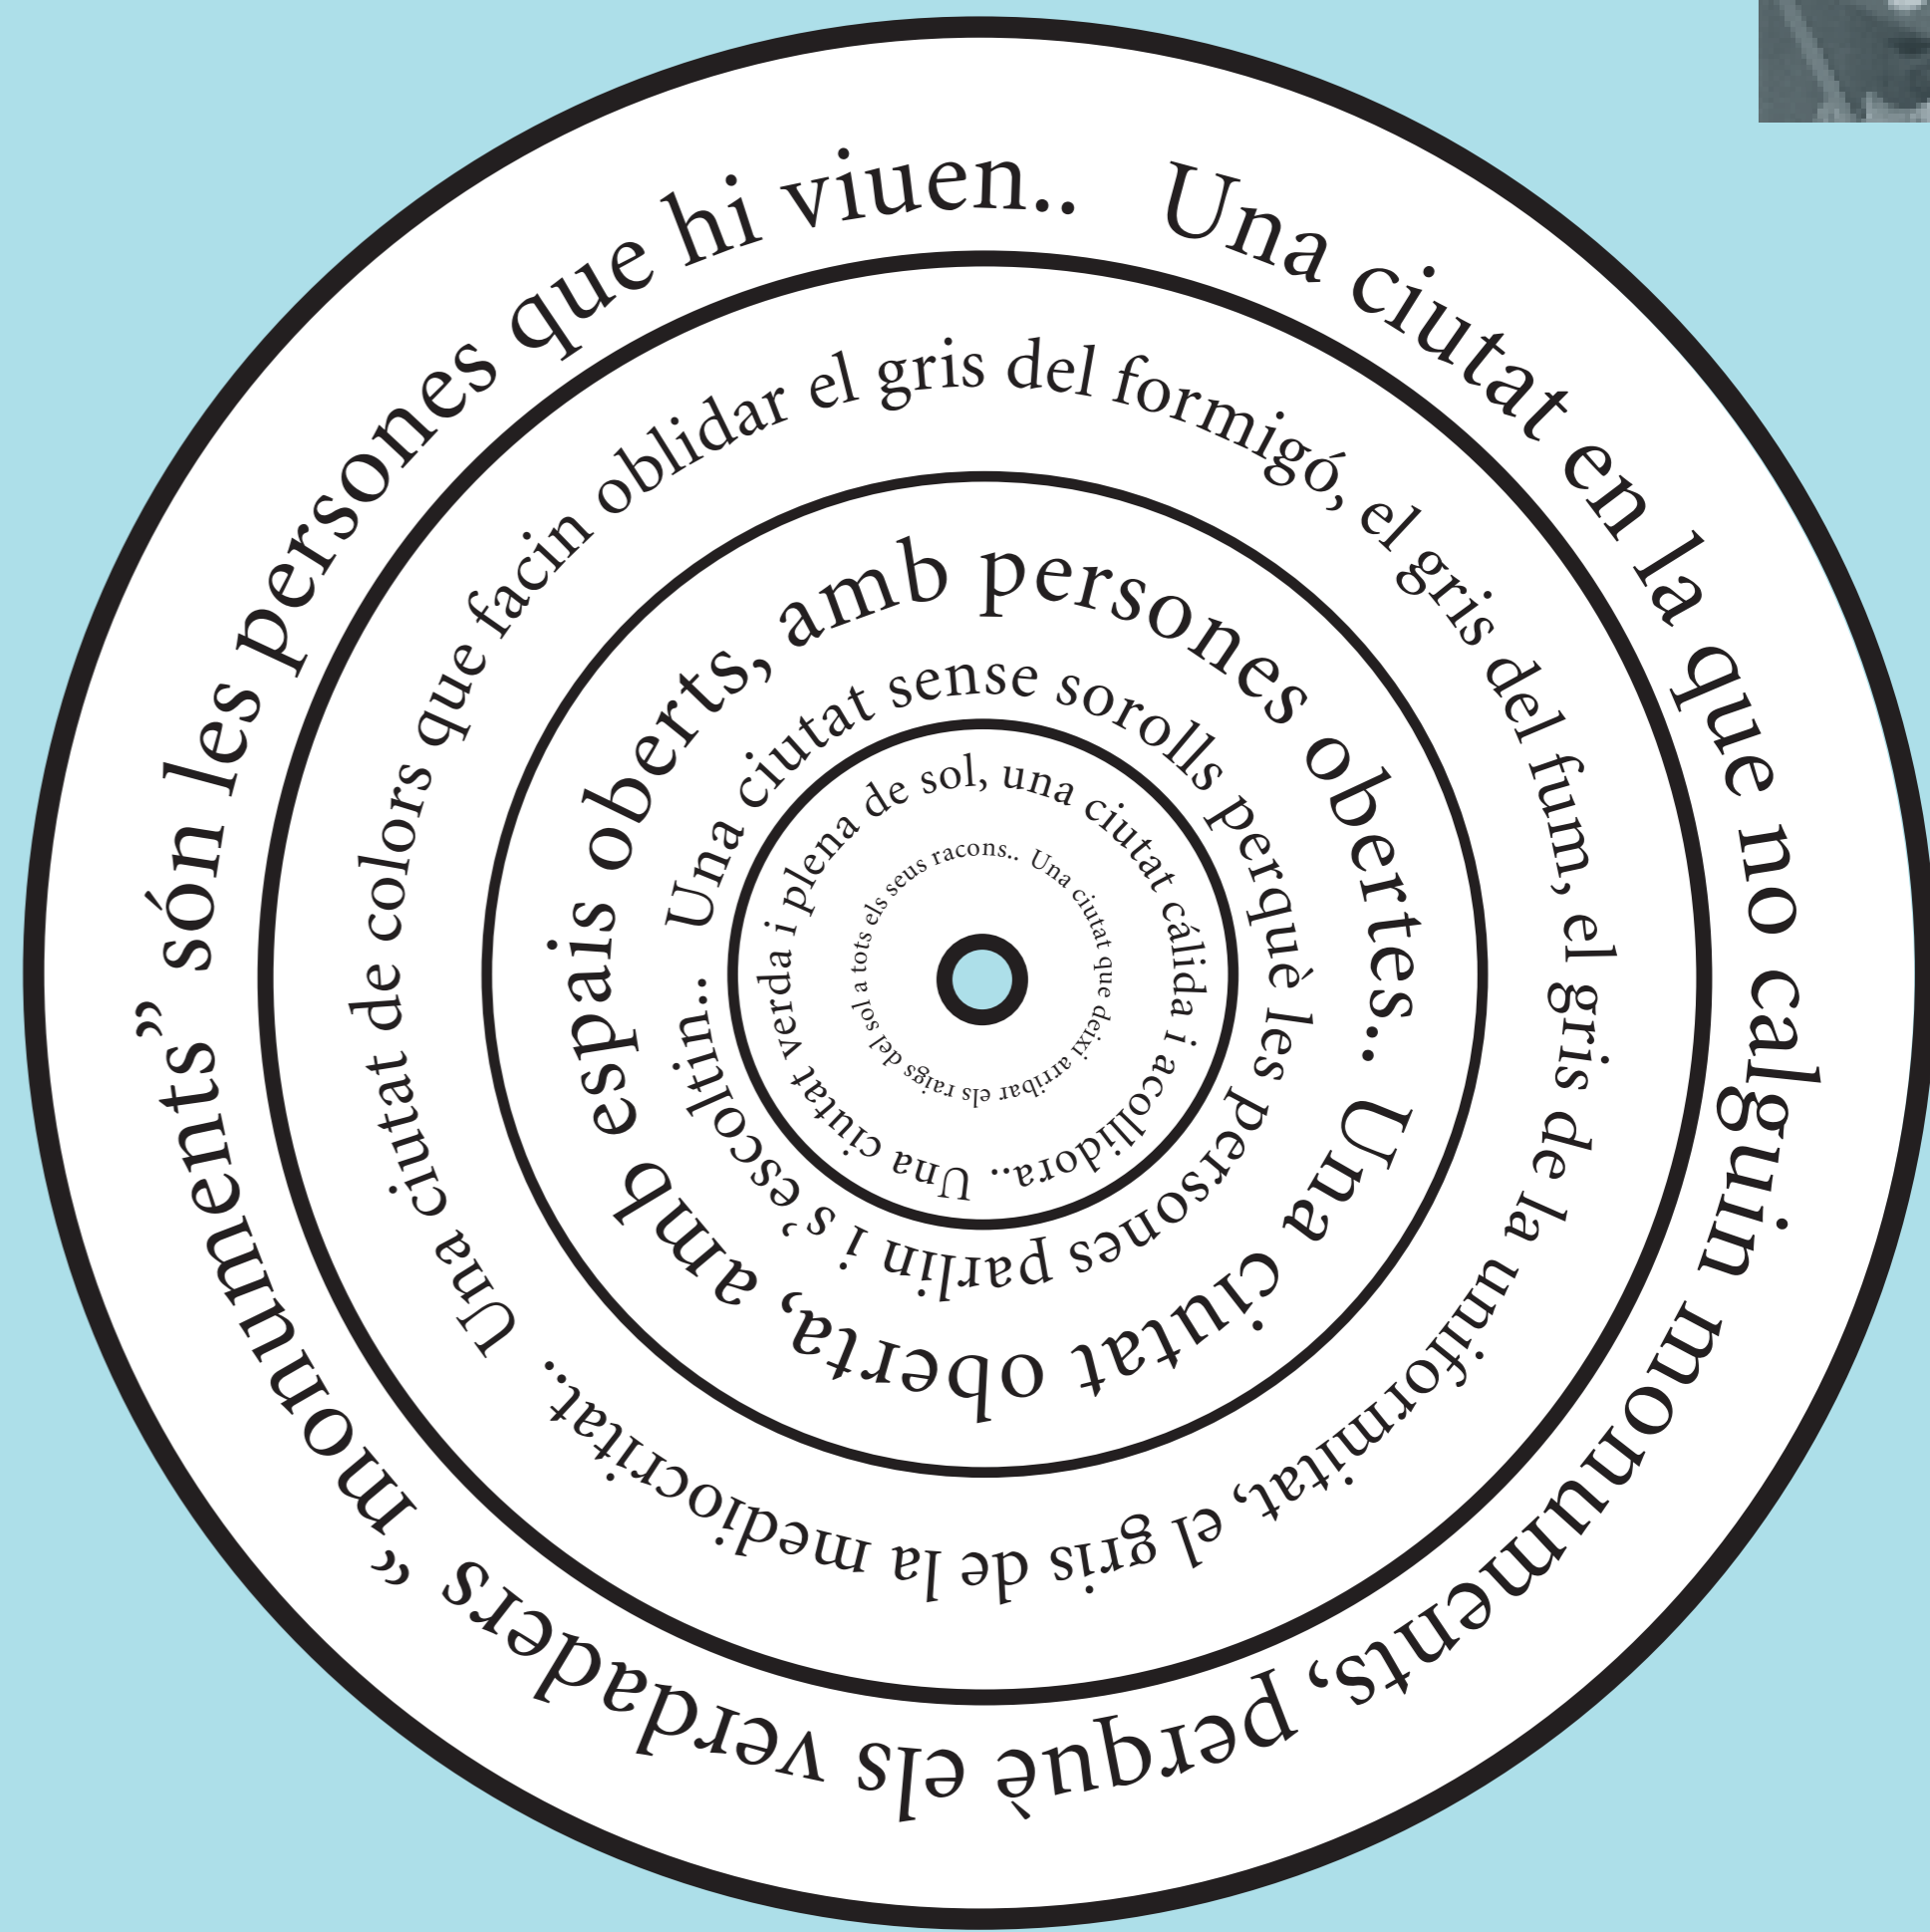 Una ciutat en la que no calguin monuments, perquè els verdaders “monuments” són les persones que hi viuen..
Una ciutat de colors que facin oblidar el gris del formigó, el gris del fum, el gris de la uniformitat, el gris de la mediocritat..
Una ciutat oberta, amb espais oberts, amb persones obertes..
Una ciutat sense sorolls perquè les persones parlin i s’escoltin..
Una ciutat verda i plena de sol, una ciutat cálida i acollidora..
Una ciutat que deixi arribar els raigs del sol a tots els seus racons..